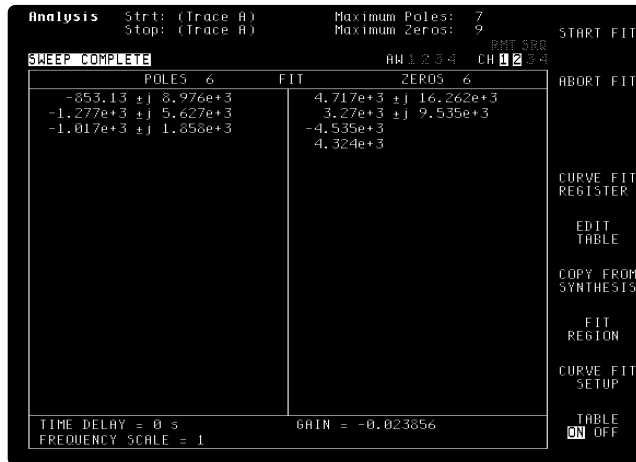 Analysis Strt: (Trace A) Maximum Poles: 7
Stop: (Trace A) Maximum Zeros: 9
RMT SRQ
SWEEP COMPLETE AW 1 2 3 4 CH 1 2 3 4
POLES 6 FIT ZEROS 6
-853.13 ±j 8.976e+3 4.717e+3 ±j 16.262e+3
-1.277e+3 ±j 5.627e+3 3.27e+3 ±j 9.535e+3
-1.017e+3 ±j 1.858e+3 -4.535e+3
4.324e+3
TIME DELAY = 0 s GAIN = -0.023856
FREQUENCY SCALE = 1
START FIT
ABORT FIT
CURVE FIT
REGISTER
EDIT
TABLE
COPY FROM
SYNTHESIS
FIT
REGION
CURVE FIT
SETUP
TABLE
ON OFF